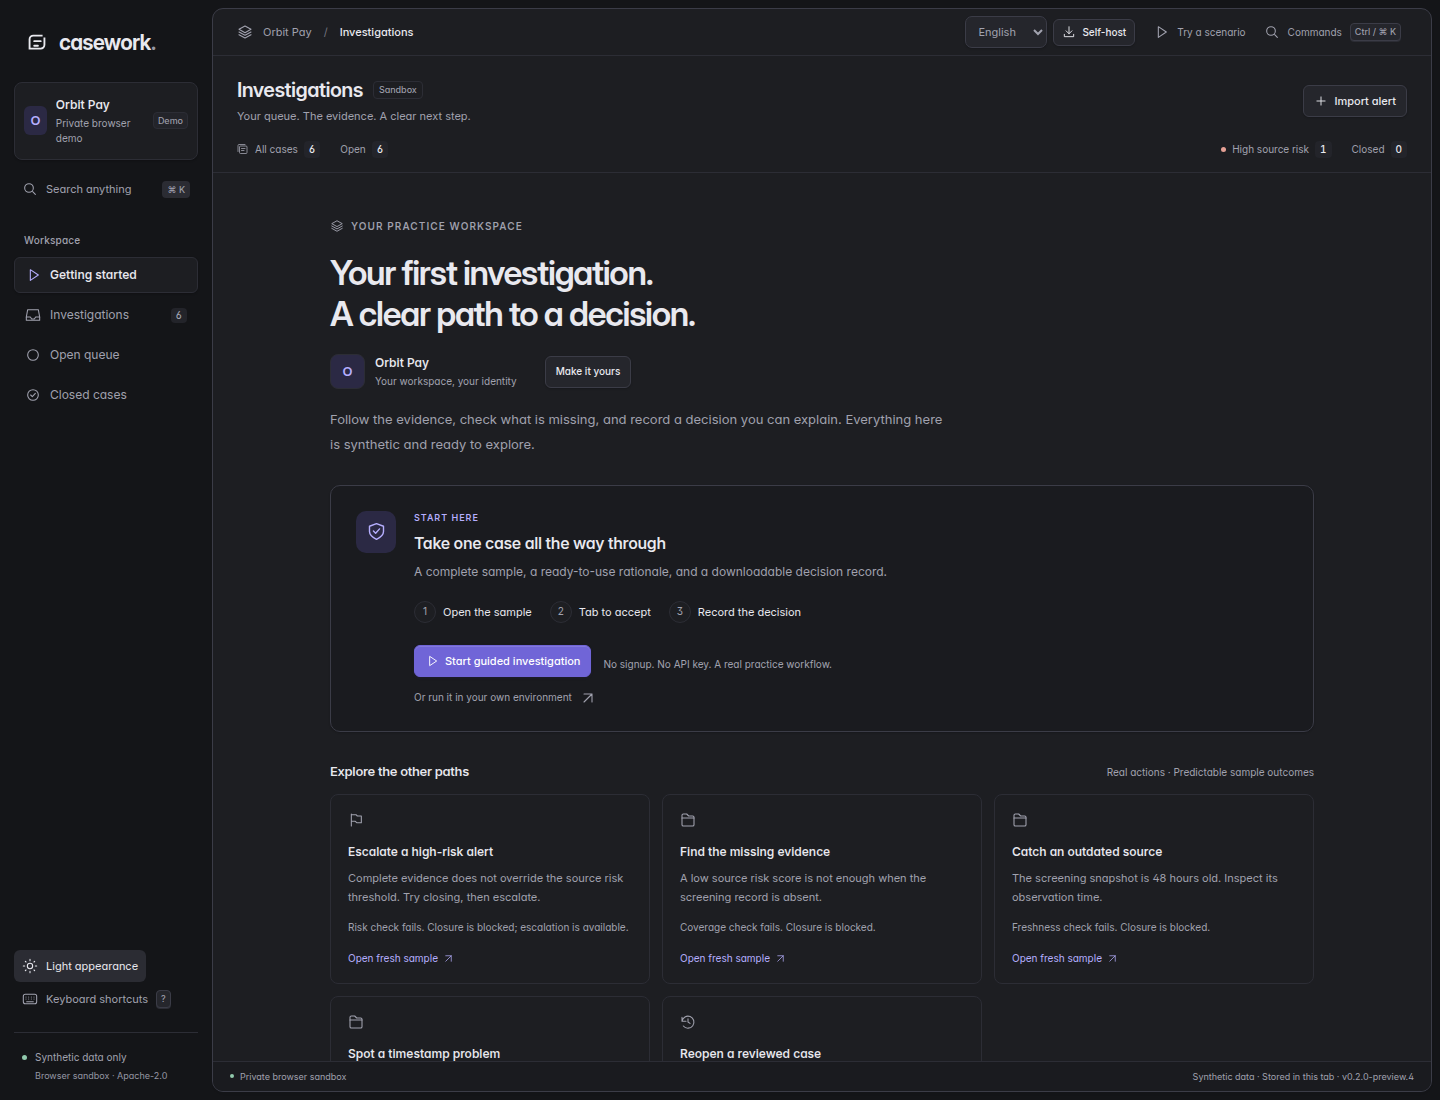 casework.
O
Orbit Pay
Private browser
demo
Demo
Search anything
⌘ K
Workspace
Getting started
Investigations
6
Open queue
Closed cases
Light appearance
Keyboard shortcuts
?
Synthetic data only
Browser sandbox · Apache-2.0
Orbit Pay / Investigations
English
Self-host
Try a scenario
Commands
Ctrl / ⌘ K
Investigations
Sandbox
Your queue. The evidence. A clear next step.
Import alert
All cases 6
Open 6
High source risk 1
Closed 0
YOUR PRACTICE WORKSPACE
Your first investigation.
A clear path to a decision.
O
Orbit Pay
Your workspace, your identity
Make it yours
Follow the evidence, check what is missing, and record a decision you can explain. Everything here
is synthetic and ready to explore.
START HERE
Take one case all the way through
A complete sample, a ready-to-use rationale, and a downloadable decision record.
1 Open the sample
2 Tab to accept
3 Record the decision
Start guided investigation
No signup. No API key. A real practice workflow.
Or run it in your own environment
Explore the other paths
Real actions · Predictable sample outcomes
Escalate a high-risk alert
Complete evidence does not override the source risk
threshold. Try closing, then escalate.
Risk check fails. Closure is blocked; escalation is available.
Open fresh sample
Find the missing evidence
A low source risk score is not enough when the
screening record is absent.
Coverage check fails. Closure is blocked.
Open fresh sample
Catch an outdated source
The screening snapshot is 48 hours old. Inspect its
observation time.
Freshness check fails. Closure is blocked.
Open fresh sample
Spot a timestamp problem
Reopen a reviewed case
Private browser sandbox
Synthetic data · Stored in this tab · v0.2.0-preview.4